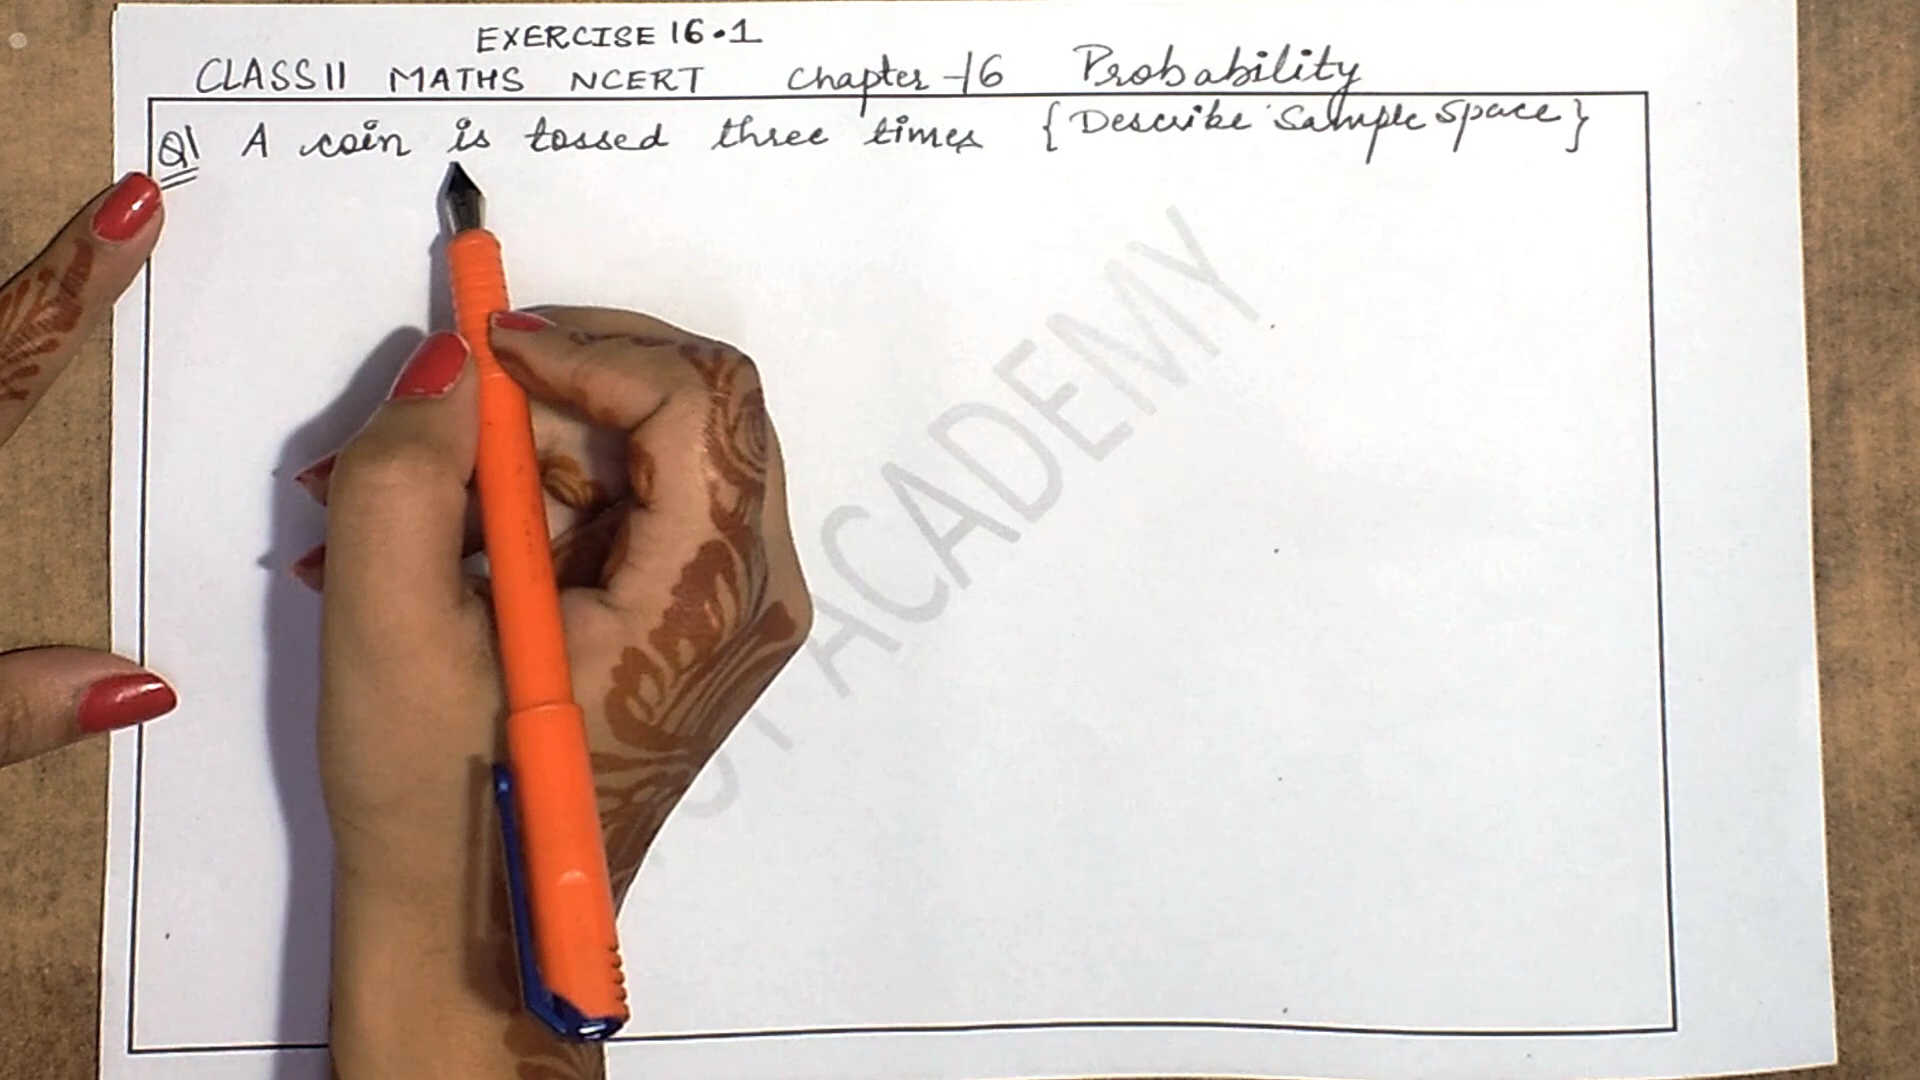 EXERCISE 16.1
CLASS 11 MATHS NCERT Chapter-16 Probability
Q1 A coin is tossed three times {Describe Sample Space}
ACADEMY